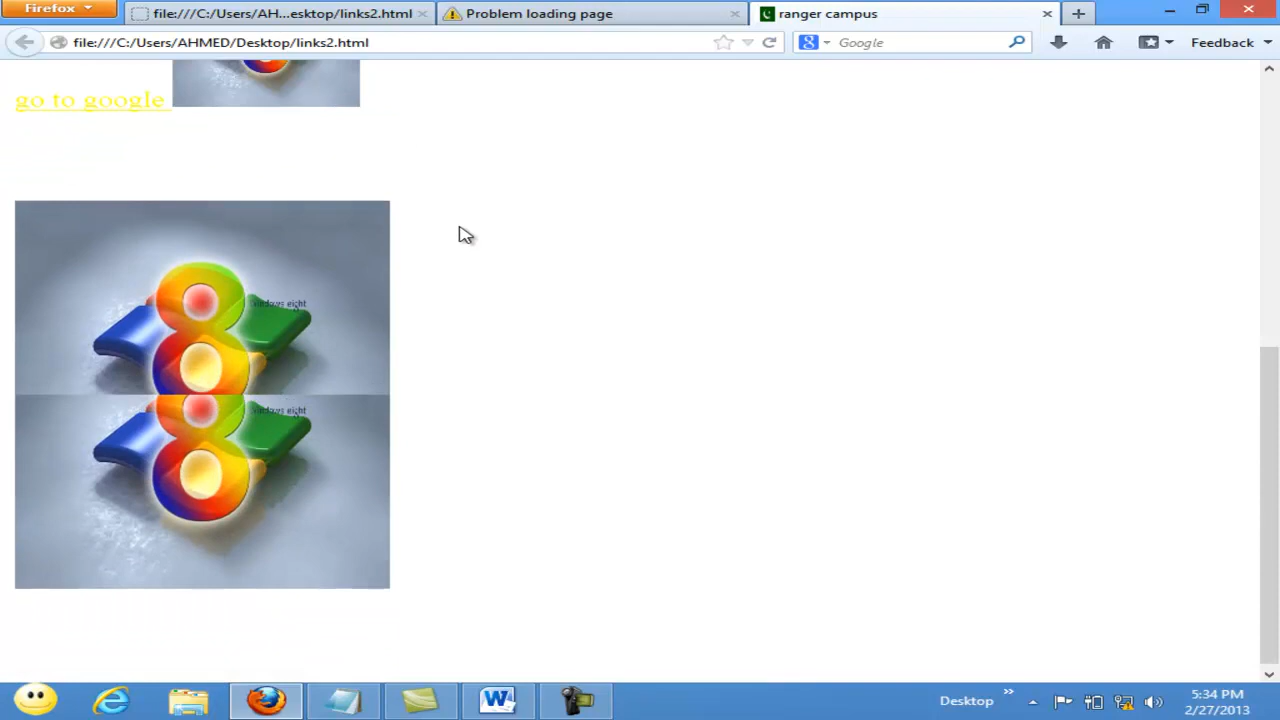 Firefox
file:///C:/Users/AH...esktop/links2.html
Problem loading page
ranger campus
file:///C:/Users/AHMED/Desktop/links2.html
Google
Feedback
go to google
windows eight
windows eight
Desktop
5:34 PM
2/27/2013